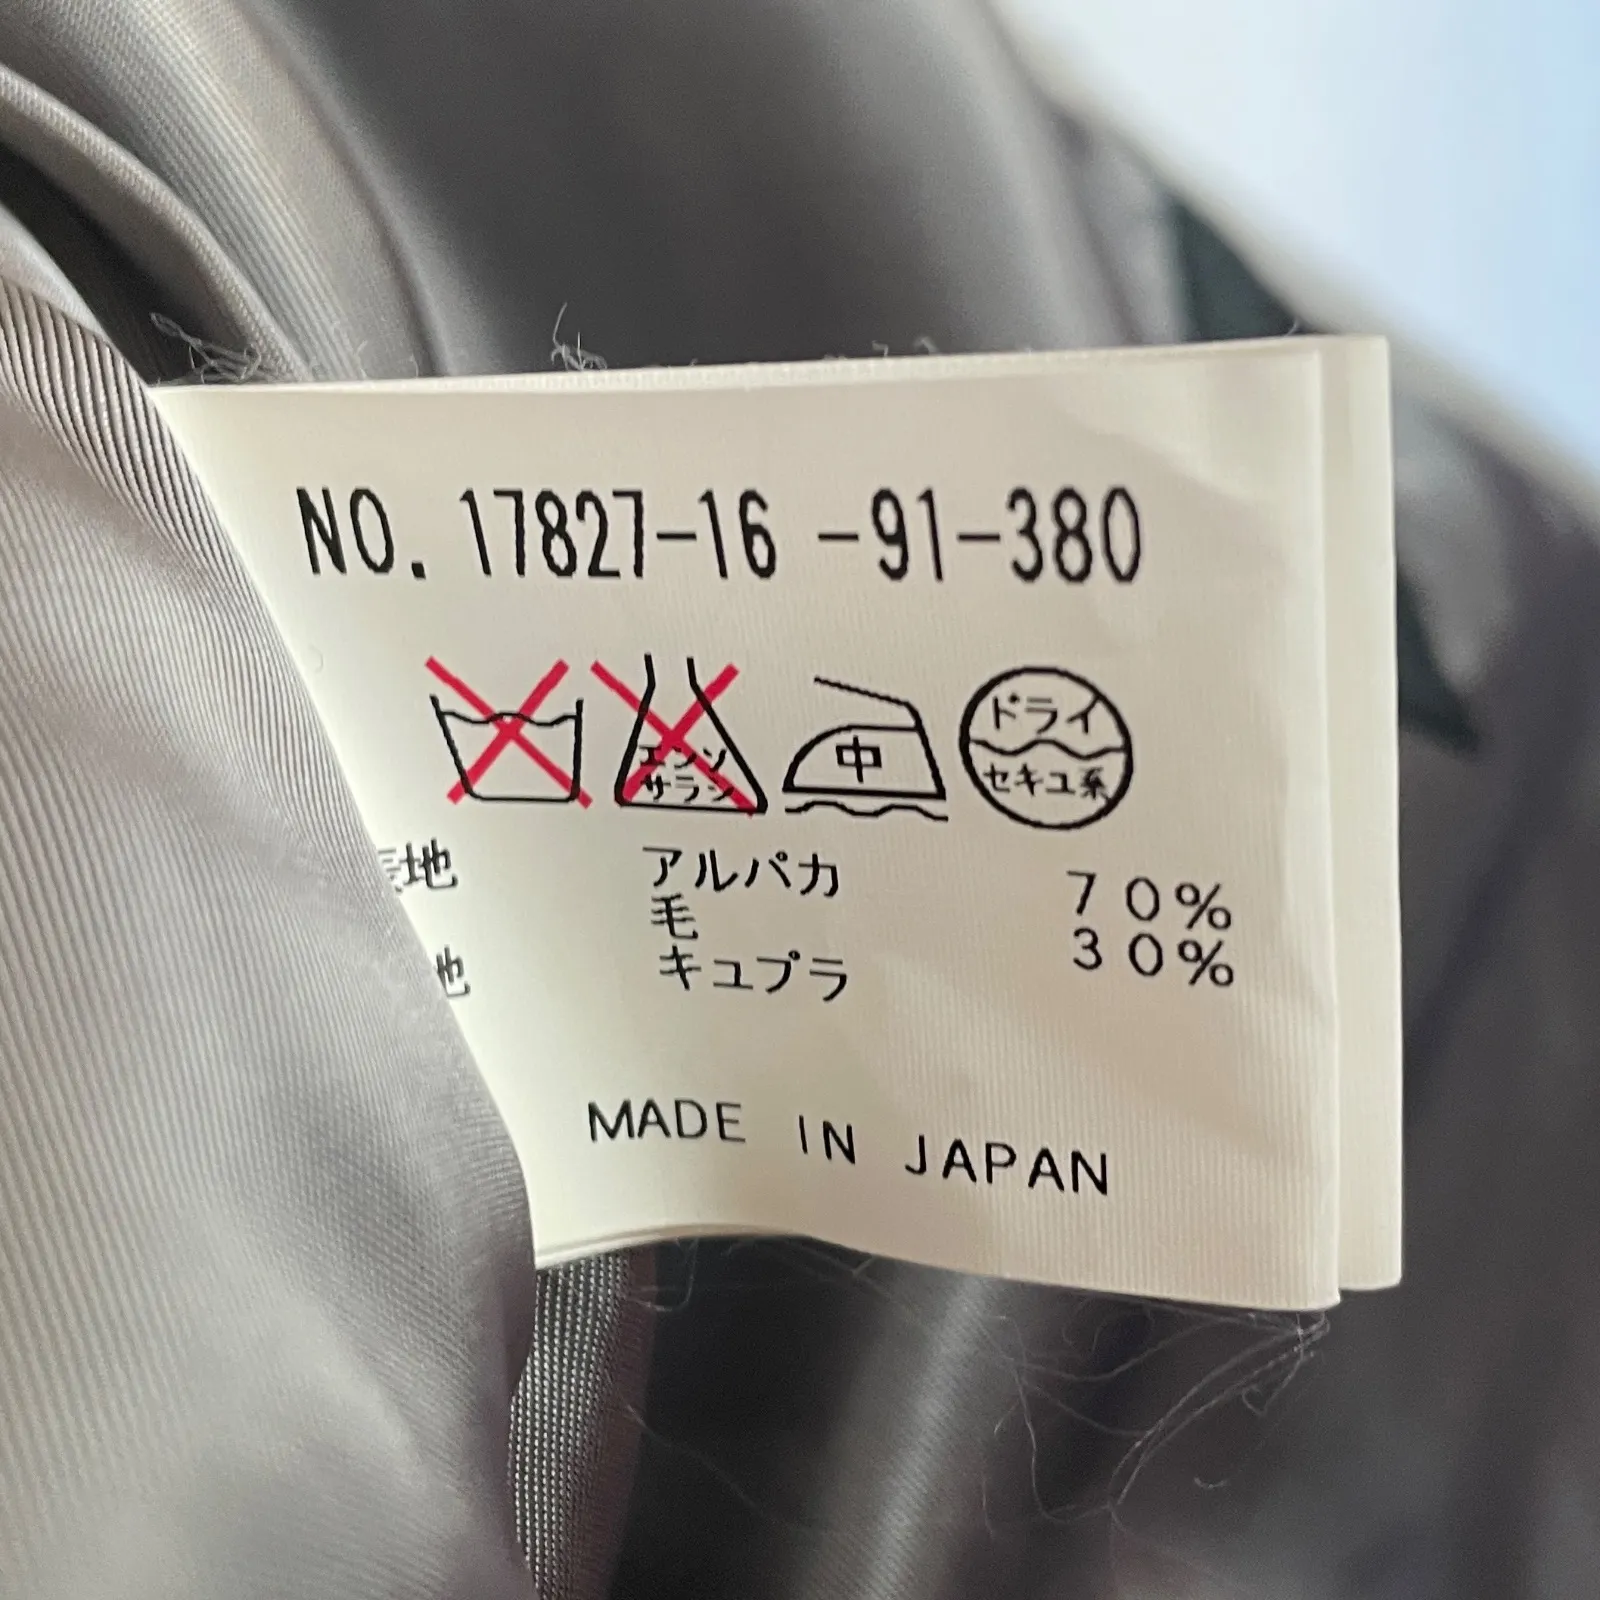 NO. 17827-16 -91-380
エンソ
サラシ
中
ドライ
セキユ系
表地 アルパカ 70%
毛 30%
地 キュプラ
MADE IN JAPAN